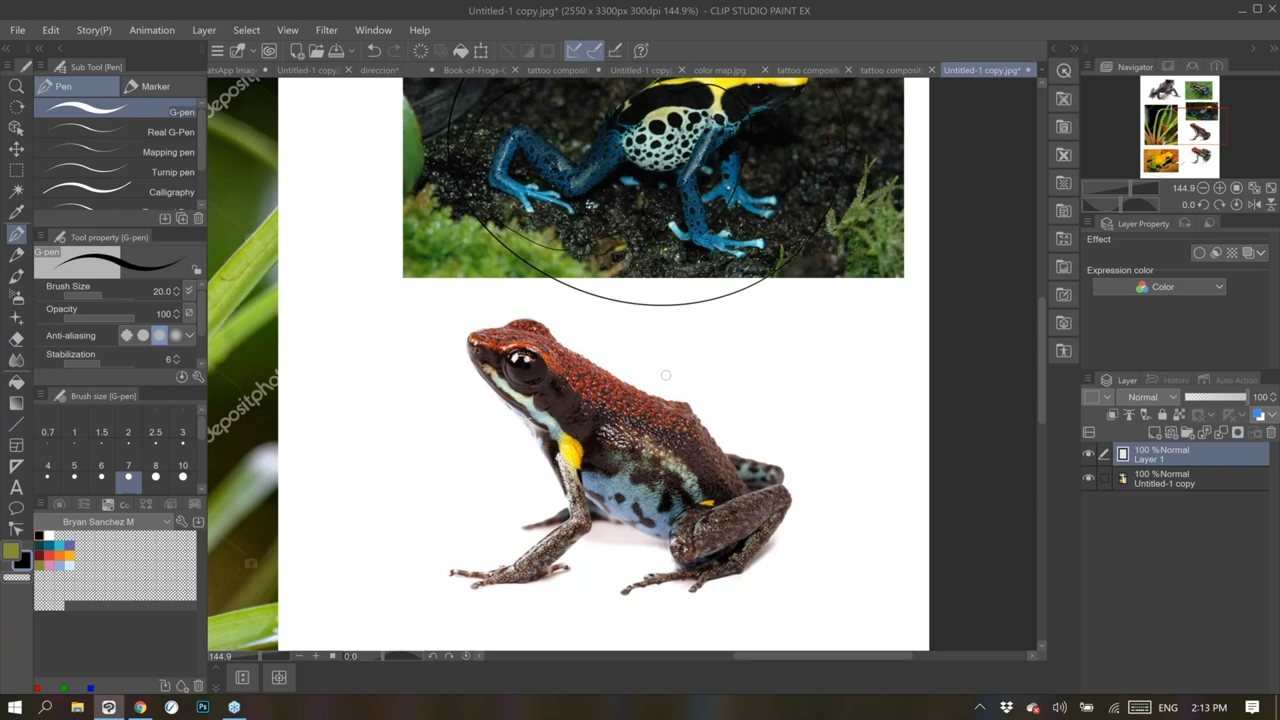 Untitled-1 copy.jpg* (2550 x 3300px 300dpi 144.9%) - CLIP STUDIO PAINT EX
File Edit Story(P) Animation Layer Select View Filter Window Help
Sub Tool [Pen]
atsApp Imag Untitled-1 copy. direccion* Book-of-Frogs-C tattoo composit Untitled-1 copy color map.jpg tattoo composit tattoo composit Untitled-1 copy.jpg*
Navigator
Pen Marker
G-pen
Real G-Pen
Mapping pen
Turnip pen
Calligraphy
Tool property [G-pen]
G-pen
Brush Size 20.0
Opacity 100
Anti-aliasing
Stabilization 6
Brush size [G-pen]
0.7 1 1.5 2 2.5 3
4 5 6 7 8 10
Bryan Sanchez M
depositphotos
144.9 0.0
144.9
0.0
Layer Property
Effect
Expression color
Color
Layer History Auto Action
Normal 100
100 %Normal
Layer 1
100 %Normal
Untitled-1 copy
2:13 PM